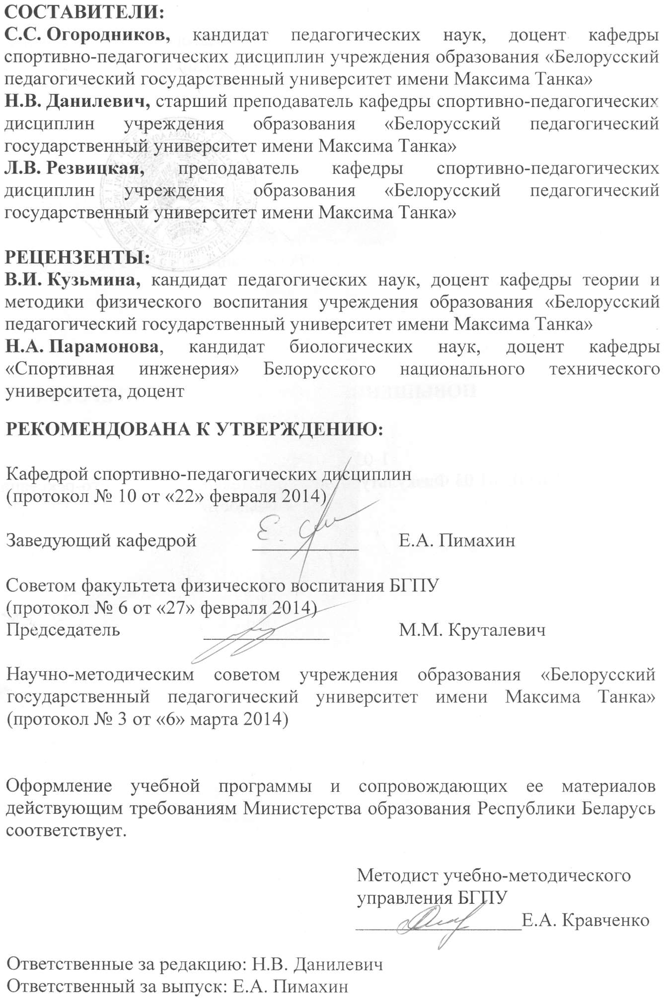 СОСТАВИТЕЛИ:
С.С. Огородников, кандидат педагогических наук, доцент кафедры
спортивно-педагогических дисциплин учреждения образования «Белорусский
педагогический государственный университет имени Максима Танка»
Н.В. Данилевич, старший преподаватель кафедры спортивно-педагогических
дисциплин учреждения образования «Белорусский педагогический
государственный университет имени Максима Танка»
Л.В. Резвицкая, преподаватель кафедры спортивно-педагогических
дисциплин учреждения образования «Белорусский педагогический
государственный университет имени Максима Танка»
РЕЦЕНЗЕНТЫ:
В.И. Кузьмина, кандидат педагогических наук, доцент кафедры теории и
методики физического воспитания учреждения образования «Белорусский
педагогический государственный университет имени Максима Танка»
Н.А. Парамонова, кандидат биологических наук, доцент кафедры
«Спортивная инженерия» Белорусского национального технического
университета, доцент
РЕКОМЕНДОВАНА К УТВЕРЖДЕНИЮ:
Кафедрой спортивно-педагогических дисциплин
(протокол № 10 от «22» февраля 2014)
Заведующий кафедрой Е.А. Пимахин
Советом факультета физического воспитания БГПУ
(протокол № 6 от «27» февраля 2014)
Председатель М.М. Круталевич
Научно-методическим советом учреждения образования «Белорусский
государственный педагогический университет имени Максима Танка»
(протокол № 3 от «6» марта 2014)
Оформление учебной программы и сопровождающих ее материалов
действующим требованиям Министерства образования Республики Беларусь
соответствует.
Методист учебно-методического
управления БГПУ
Е.А. Кравченко
Ответственные за редакцию: Н.В. Данилевич
Ответственный за выпуск: Е.А. Пимахин